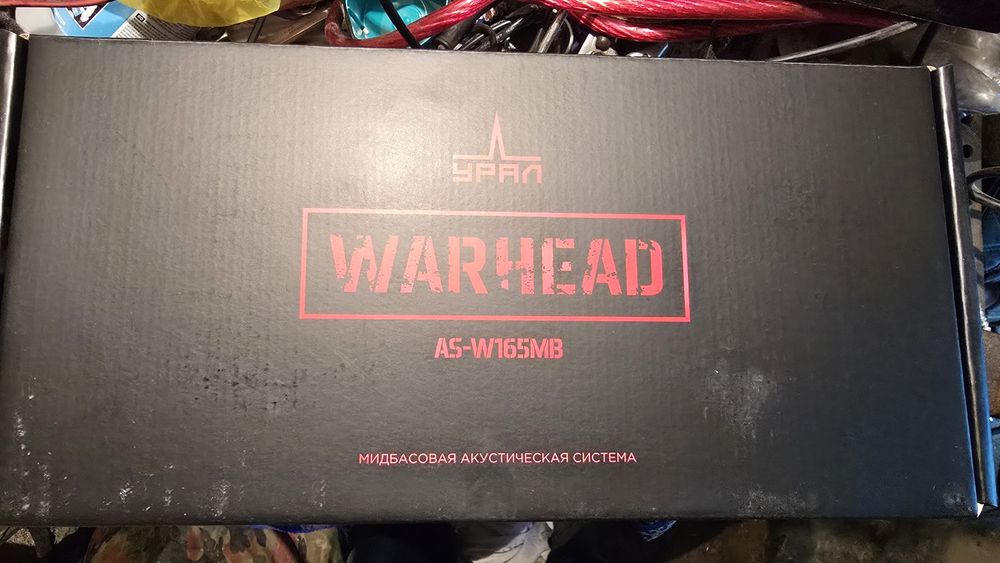 УРАЛ
WARHEAD
AS-W165MB
МИДБАСОВАЯ АКУСТИЧЕСКАЯ СИСТЕМА